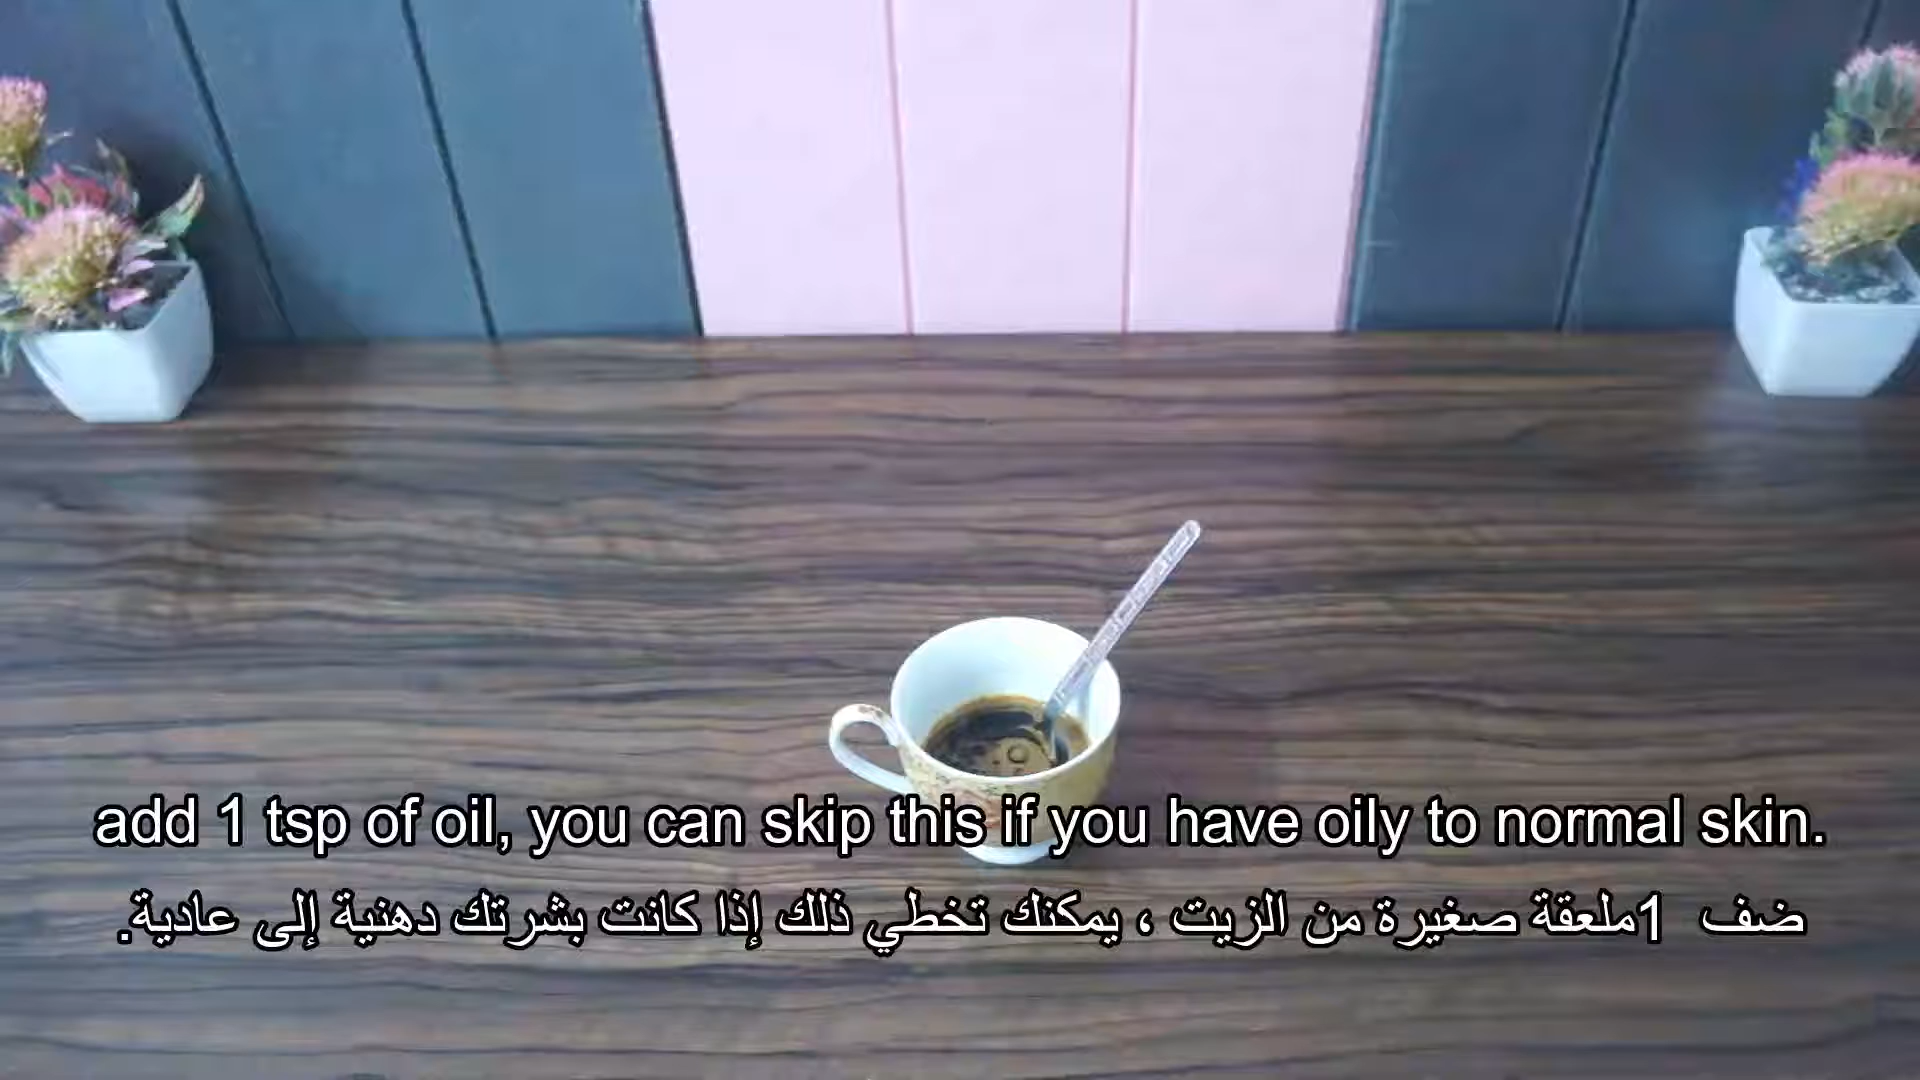 add 1 tsp of oil, you can skip this if you have oily to normal skin.
ضف 1ملعقة صغيرة من الزيت ، يمكنك تخطي ذلك إذا كانت بشرتك دهنية إلى عادية.